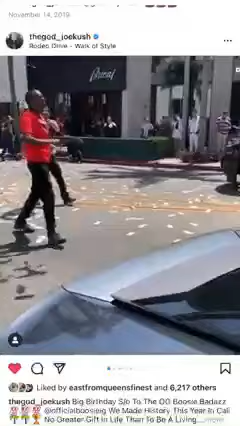 November 14, 2019
thegod_joekush
Rodeo Drive - Walk of Style
Liked by eastfromqueensfinest and 6,217 others
thegod_joekush Big Birthday S/o To The OG Boosie Badazz
@officialboosieig We Made History This Year In Cali
No Greater Gift In Life Than To Be A Living... more